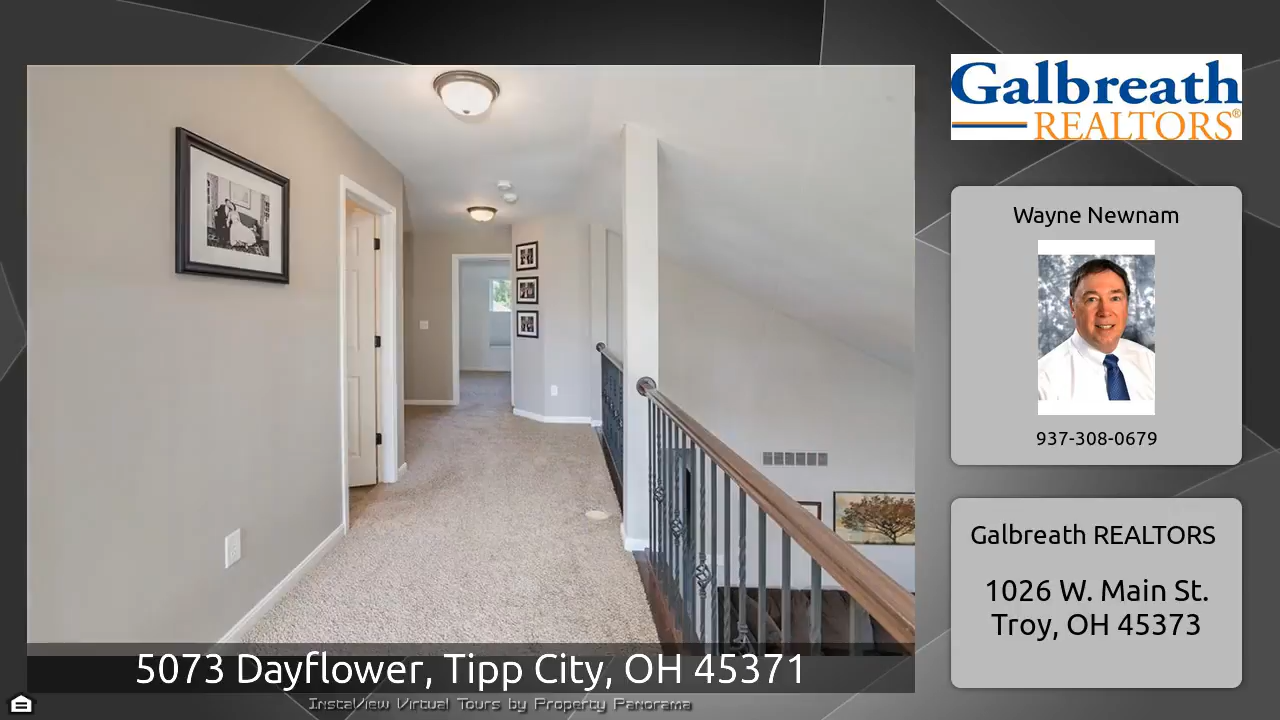 Galbreath
REALTORS®
Wayne Newnam
937-308-0679
Galbreath REALTORS
1026 W. Main St.
Troy, OH 45373
5073 Dayflower, Tipp City, OH 45371
InstaView Virtual Tours by Property Panorama